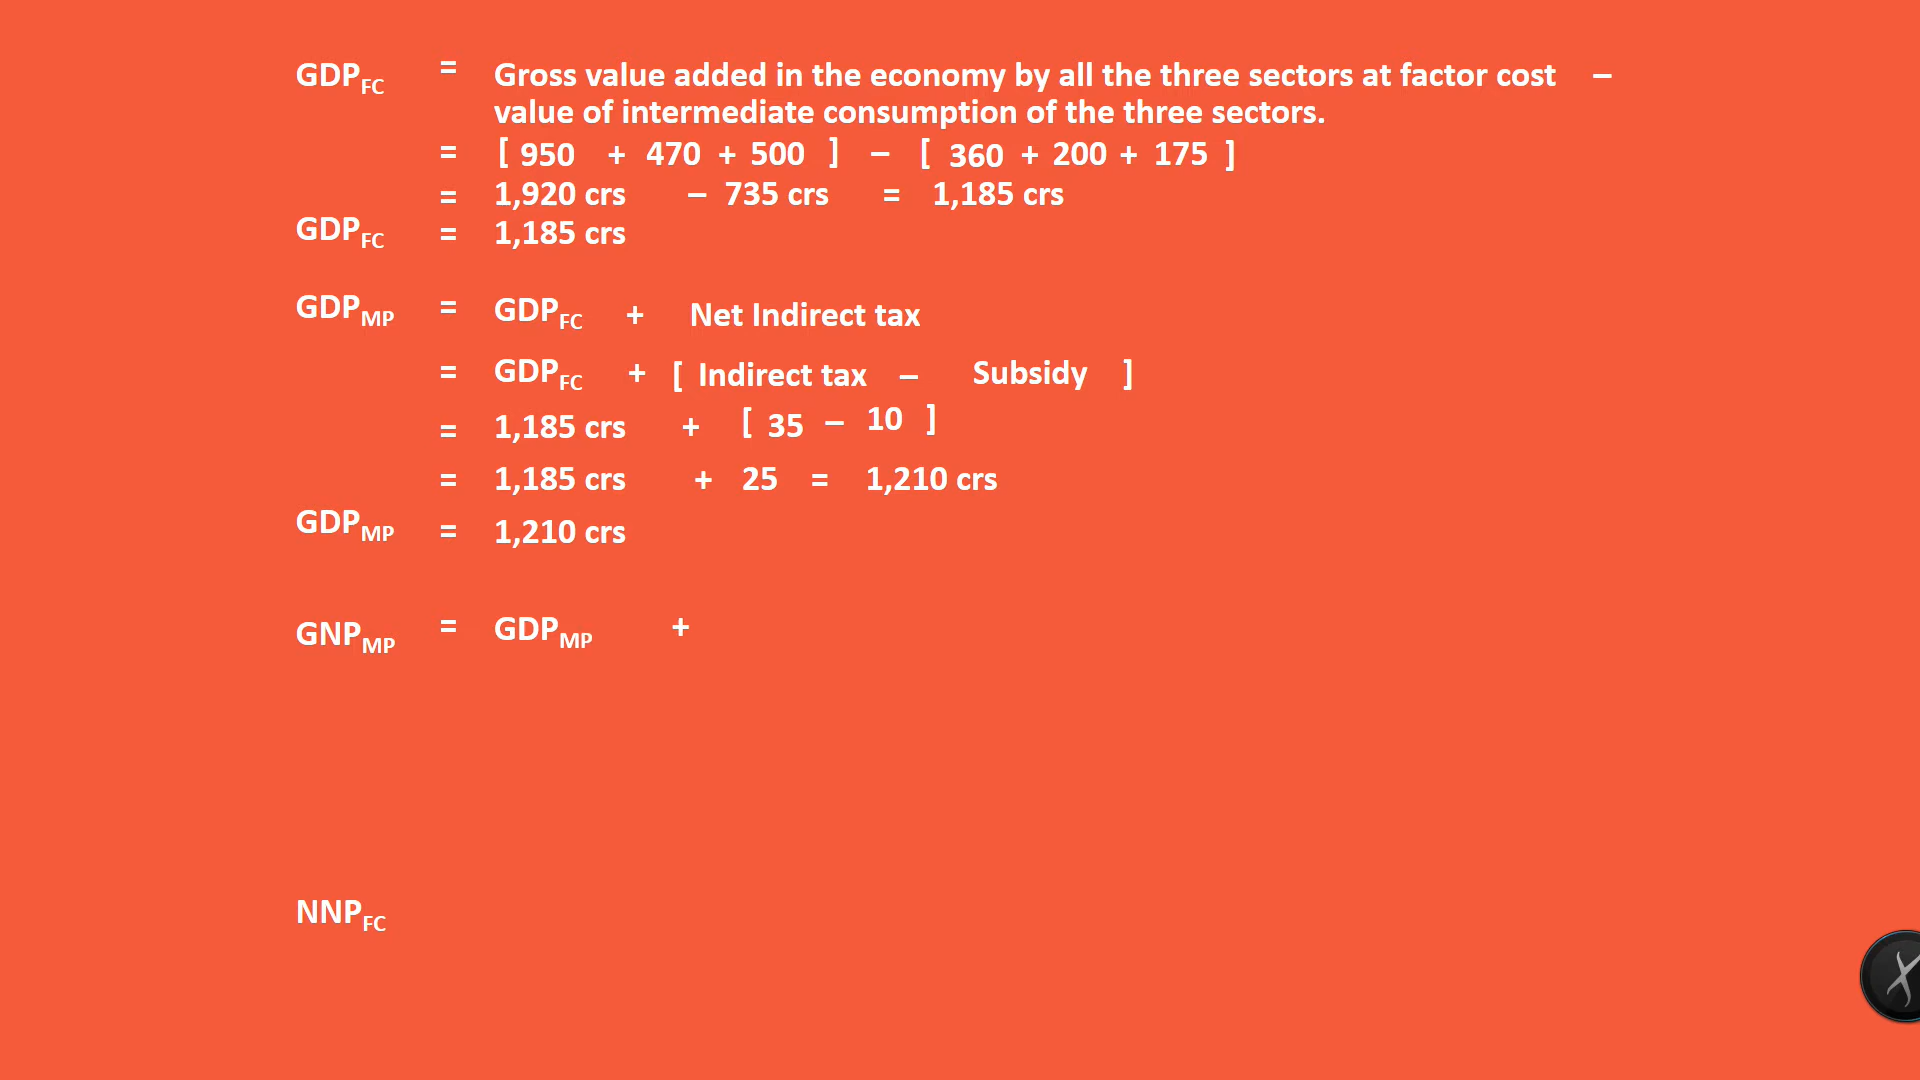 GDPFC = Gross value added in the economy by all the three sectors at factor cost –
value of intermediate consumption of the three sectors.
= [ 950 + 470 + 500 ] – [ 360 + 200 + 175 ]
= 1,920 crs – 735 crs = 1,185 crs
GDPFC = 1,185 crs
GDPMP = GDPFC + Net Indirect tax
= GDPFC + [ Indirect tax – Subsidy ]
= 1,185 crs + [ 35 – 10 ]
= 1,185 crs + 25 = 1,210 crs
GDPMP = 1,210 crs
GNPMP = GDPMP +
NNPFC